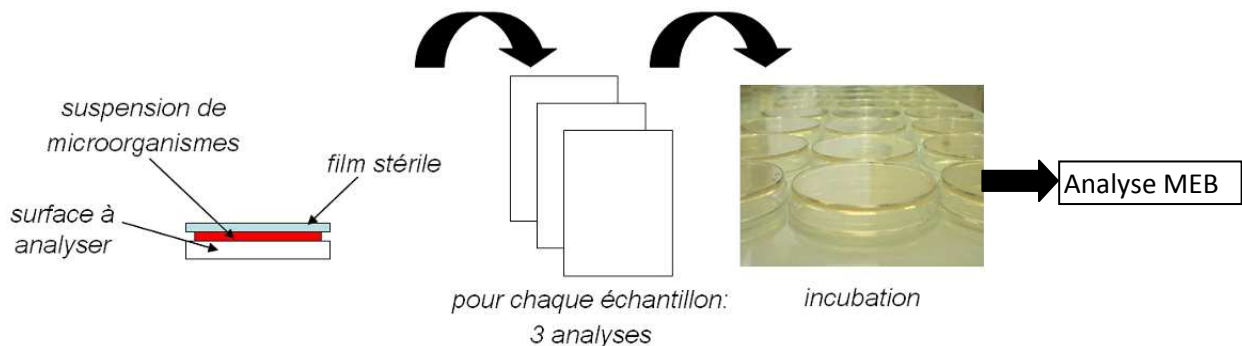 suspension de
microorganismes
film stérile
surface à
analyser
pour chaque échantillon:
3 analyses
incubation
Analyse MEB